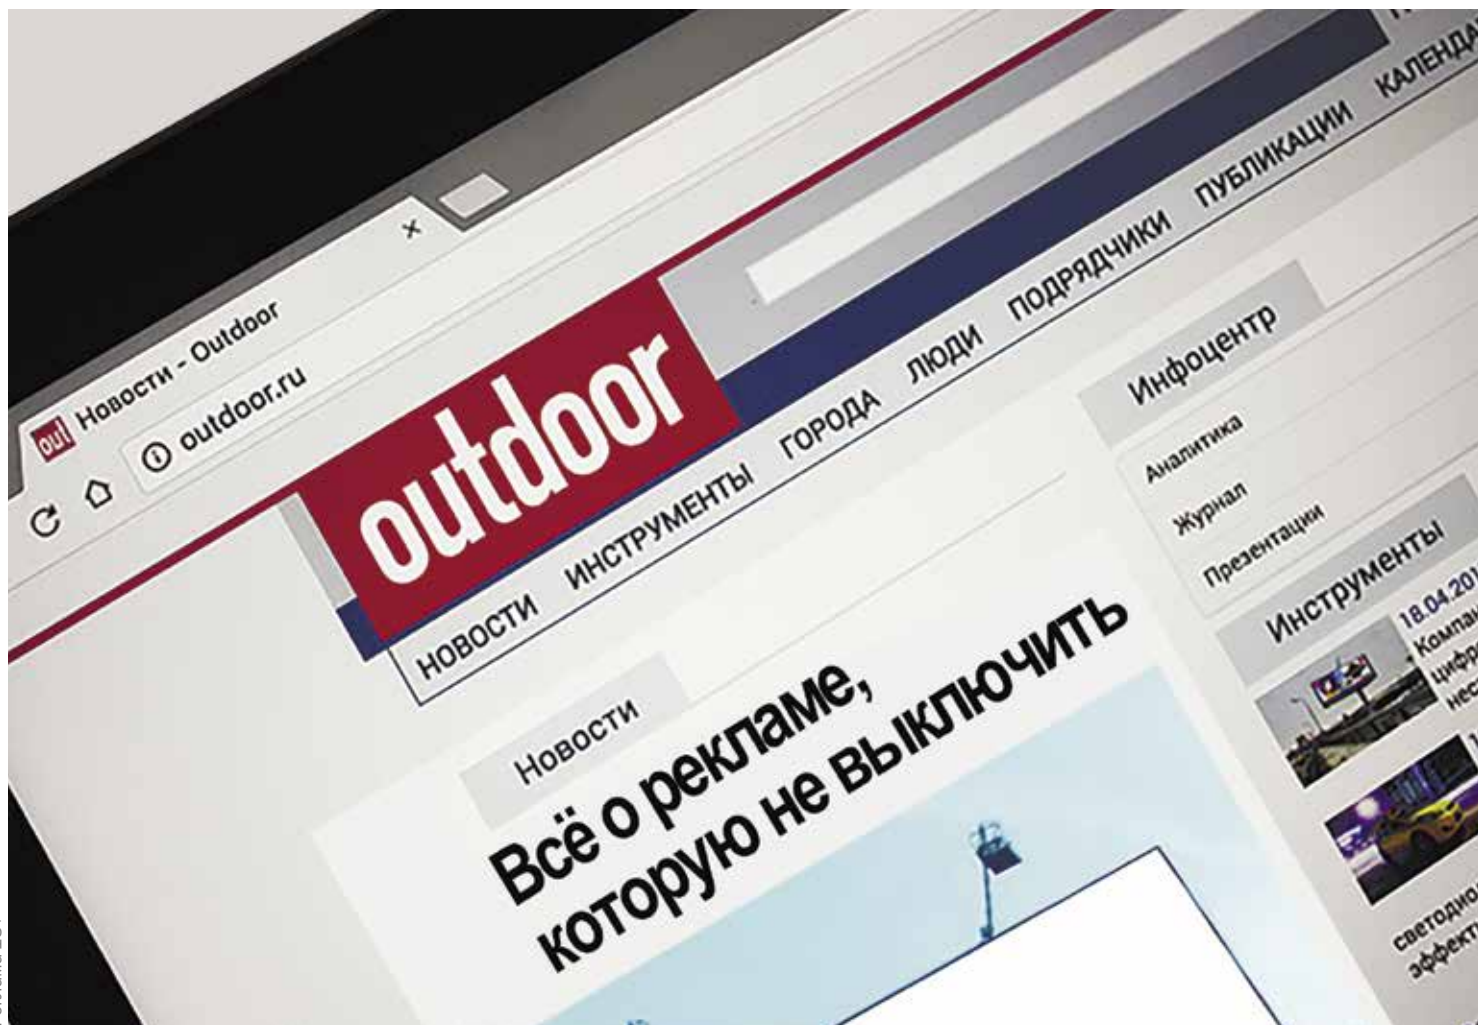 out Новости - Outdoor ×
outdoor.ru
outdoor
НОВОСТИ ИНСТРУМЕНТЫ ГОРОДА ЛЮДИ ПОДРЯДЧИКИ ПУБЛИКАЦИИ
Новости
Всё о рекламе,
которую не выключить
Инфоцентр
Аналитика
Журнал
Презентации
Инструменты